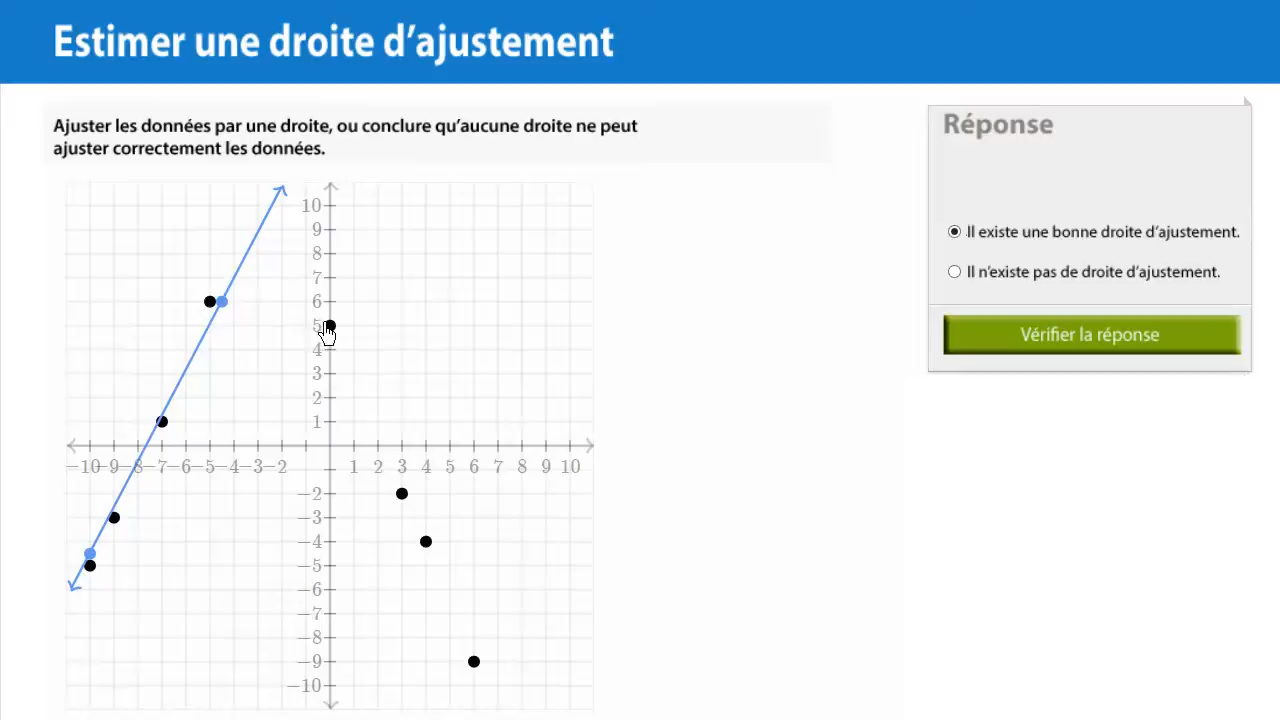 Estimer une droite d’ajustement
Ajuster les données par une droite, ou conclure qu’aucune droite ne peut
ajuster correctement les données.
Réponse
Il existe une bonne droite d’ajustement.
Il n’existe pas de droite d’ajustement.
Vérifier la réponse
10
9
8
7
6
5
4
3
2
1
−10 −9 −8 −7 −6 −5 −4 −3 −2 1 2 3 4 5 6 7 8 9 10
−2
−3
−4
−5
−6
−7
−8
−9
−10